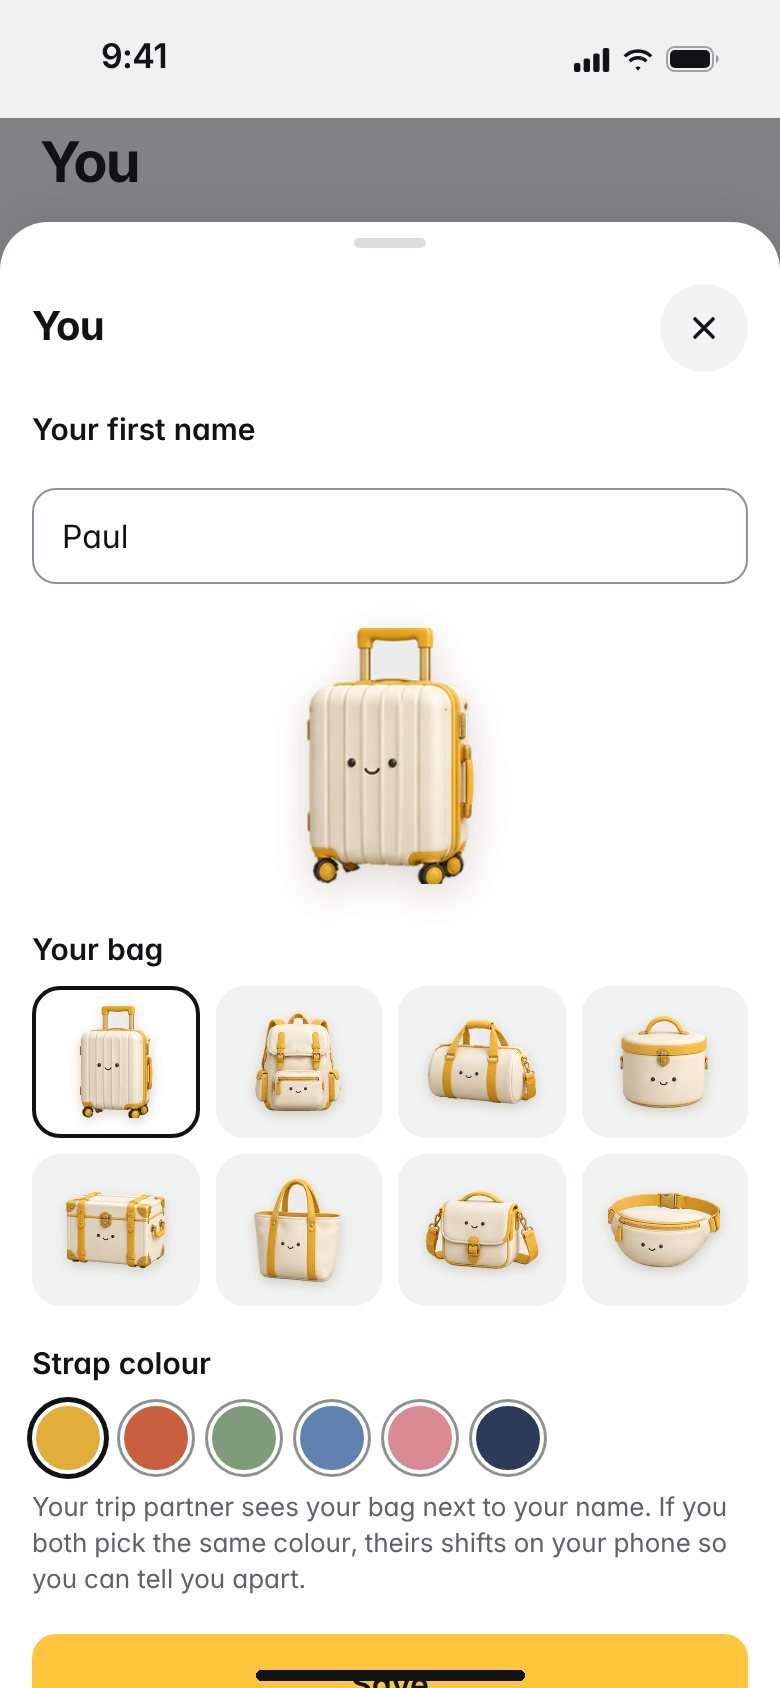 9:41
You
You
Your first name
Paul
Your bag
Strap colour
Your trip partner sees your bag next to your name. If you
both pick the same colour, theirs shifts on your phone so
you can tell you apart.
Save